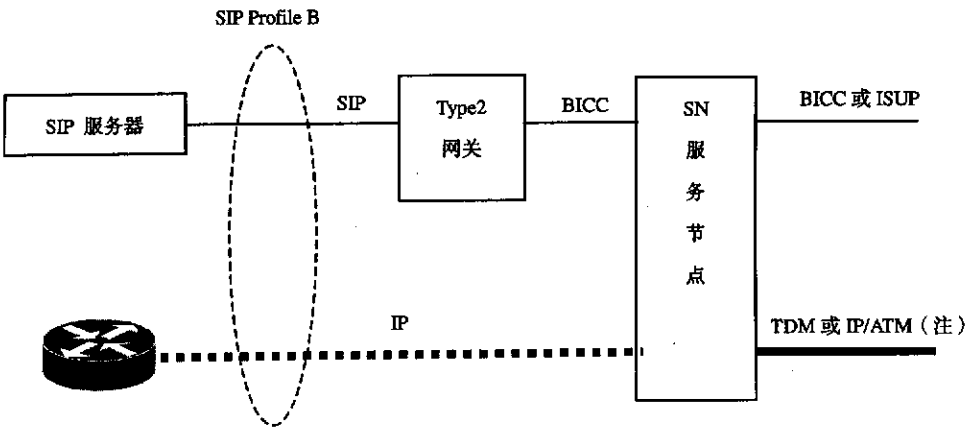 SIP Profile B
SIP
BICC
BICC 或 ISUP
SIP 服务器
Type2
网关
SN
服
务
节
点
IP
TDM 或 IP/ATM（注）